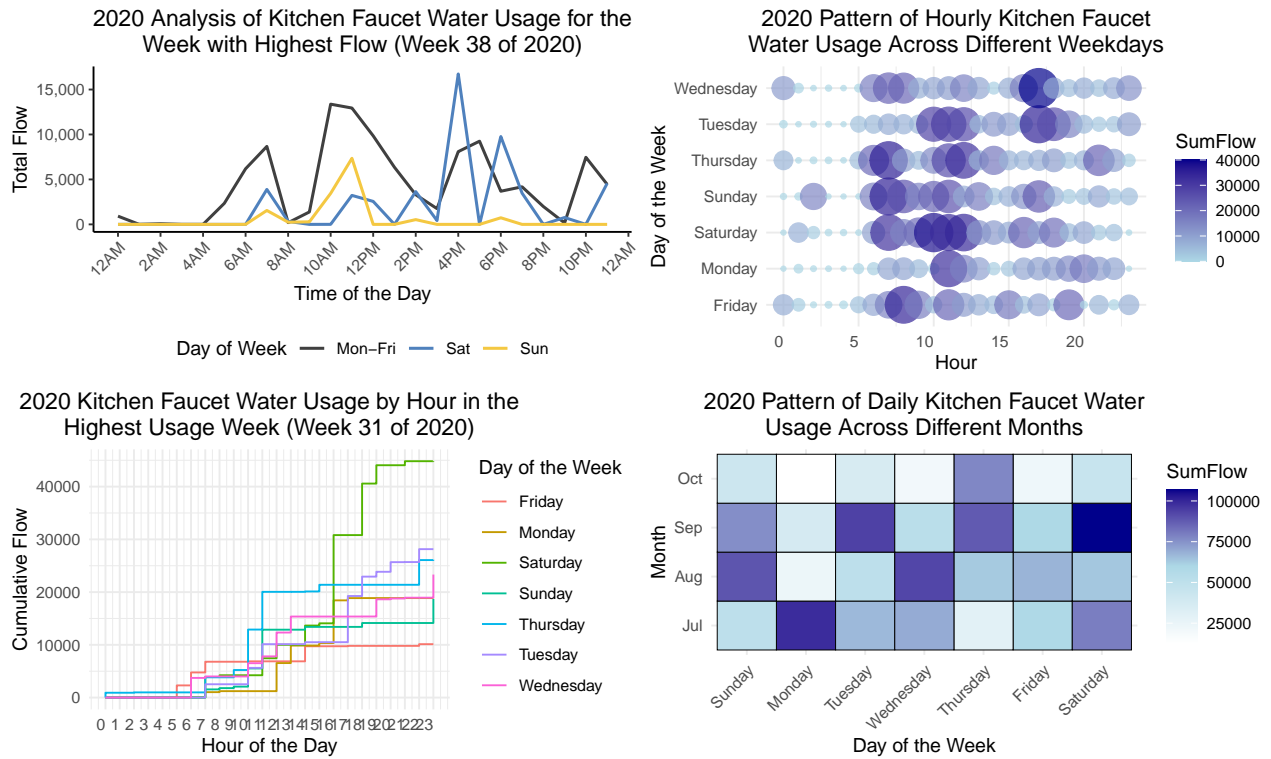 2020 Analysis of Kitchen Faucet Water Usage for the
Week with Highest Flow (Week 38 of 2020)
Total Flow
15,000
10,000
5,000
0
12AM
2AM
4AM
6AM
8AM
10AM
12PM
2PM
4PM
6PM
8PM
10PM
12AM
Time of the Day
Day of Week
Mon−Fri
Sat
Sun
2020 Pattern of Hourly Kitchen Faucet
Water Usage Across Different Weekdays
Day of the Week
Wednesday
Tuesday
Thursday
Sunday
Saturday
Monday
Friday
0
5
10
15
20
Hour
SumFlow
40000
30000
20000
10000
0
2020 Kitchen Faucet Water Usage by Hour in the
Highest Usage Week (Week 31 of 2020)
Cumulative Flow
40000
30000
20000
10000
0
0 1 2 3 4 5 6 7 8 9 10 11 12 13 14 15 16 17 18 19 20 21 22 23
Hour of the Day
Day of the Week
Friday
Monday
Saturday
Sunday
Thursday
Tuesday
Wednesday
2020 Pattern of Daily Kitchen Faucet Water
Usage Across Different Months
Month
Oct
Sep
Aug
Jul
Sunday
Monday
Tuesday
Wednesday
Thursday
Friday
Saturday
Day of the Week
SumFlow
100000
75000
50000
25000